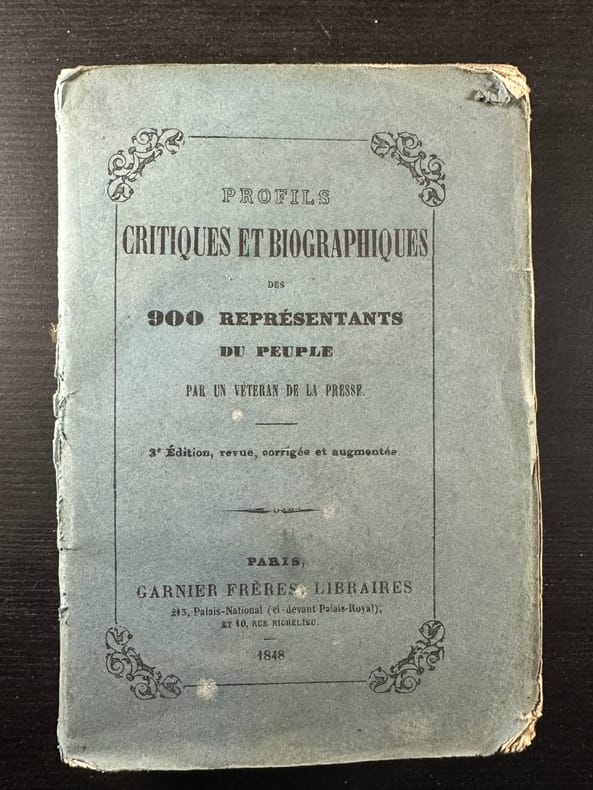 PROFILS
CRITIQUES ET BIOGRAPHIQUES
DES
900 REPRÉSENTANTS
DU PEUPLE
PAR UN VÉTÉRAN DE LA PRESSE.
3e Édition, revue, corrigée et augmentée.
PARIS,
GARNIER FRÈRES, LIBRAIRES
215, Palais-National (ci-devant Palais-Royal),
ET 10, RUE RICHELIEU.
1848